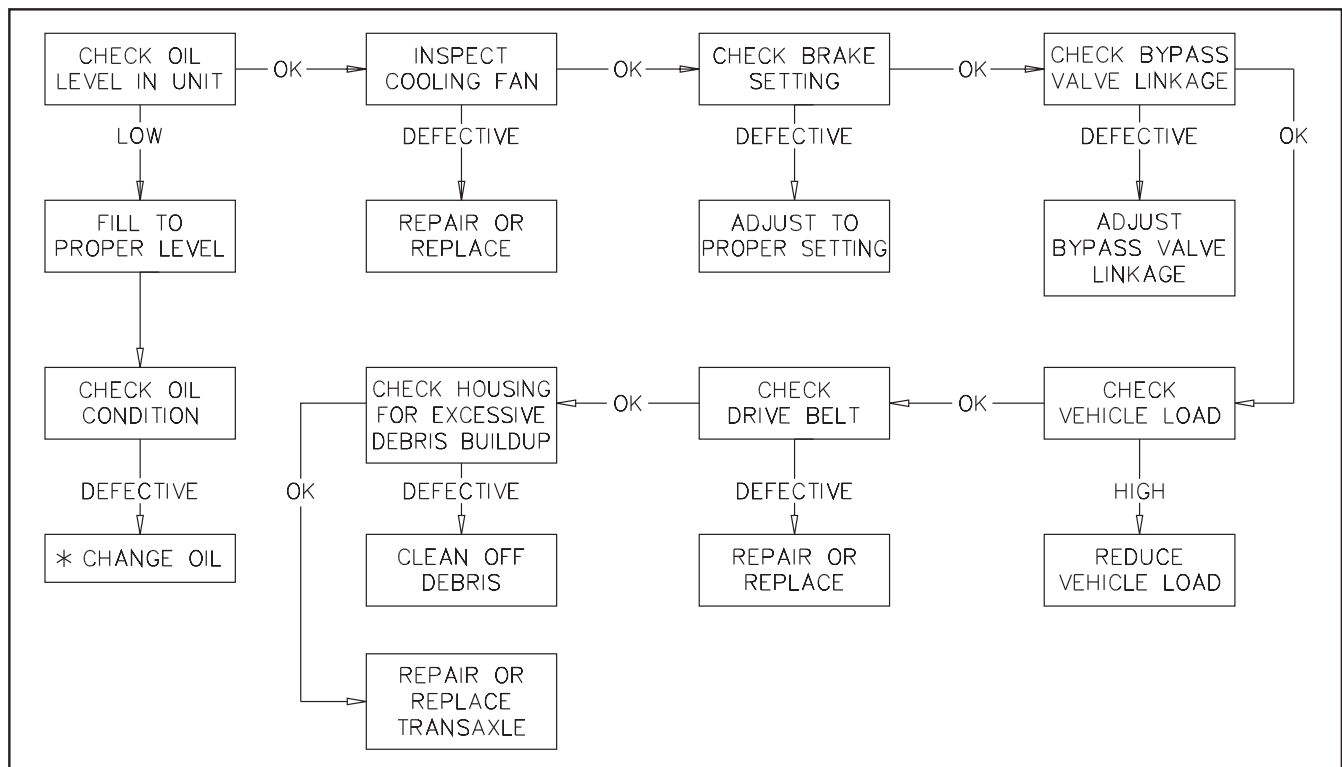 CHECK OIL
LEVEL IN UNIT
OK
INSPECT
COOLING FAN
OK
CHECK BRAKE
SETTING
OK
CHECK BYPASS
VALVE LINKAGE
LOW
DEFECTIVE
DEFECTIVE
DEFECTIVE
OK
FILL TO
PROPER LEVEL
REPAIR OR
REPLACE
ADJUST TO
PROPER SETTING
ADJUST
BYPASS VALVE
LINKAGE
CHECK OIL
CONDITION
CHECK HOUSING
FOR EXCESSIVE
DEBRIS BUILDUP
OK
CHECK
DRIVE BELT
OK
CHECK
VEHICLE LOAD
DEFECTIVE
OK
DEFECTIVE
DEFECTIVE
HIGH
* CHANGE OIL
CLEAN OFF
DEBRIS
REPAIR OR
REPLACE
REDUCE
VEHICLE LOAD
REPAIR OR
REPLACE
TRANSAXLE